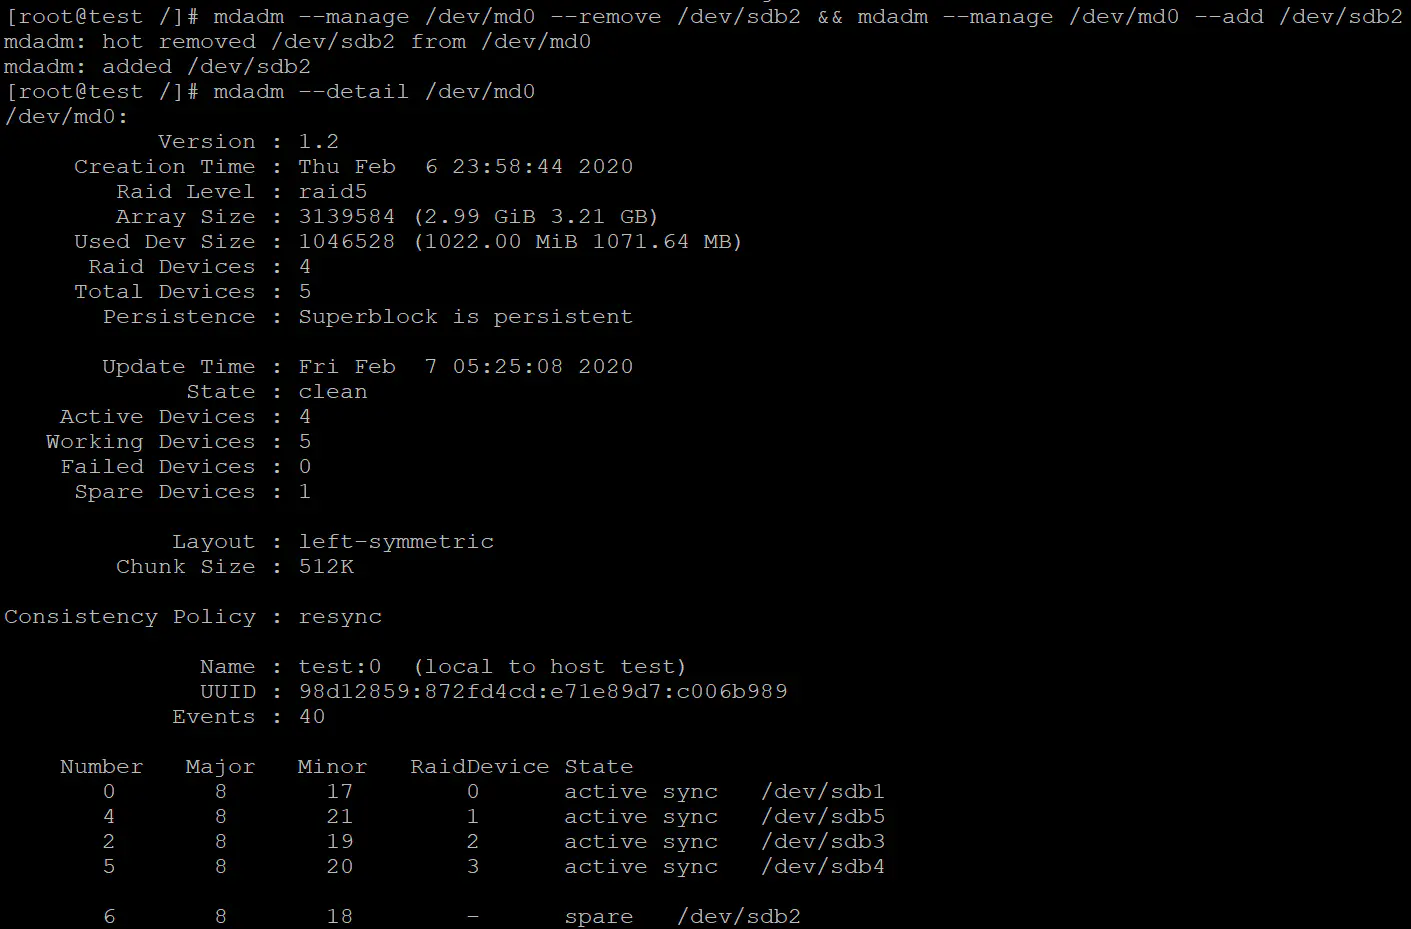 [root@test /]# mdadm --manage /dev/md0 --remove /dev/sdb2 && mdadm --manage /dev/md0 --add /dev/sdb2
mdadm: hot removed /dev/sdb2 from /dev/md0
mdadm: added /dev/sdb2
[root@test /]# mdadm --detail /dev/md0
/dev/md0:
Version : 1.2
Creation Time : Thu Feb  6 23:58:44 2020
Raid Level : raid5
Array Size : 3139584 (2.99 GiB 3.21 GB)
Used Dev Size : 1046528 (1022.00 MiB 1071.64 MB)
Raid Devices : 4
Total Devices : 5
Persistence : Superblock is persistent
Update Time : Fri Feb  7 05:25:08 2020
State : clean
Active Devices : 4
Working Devices : 5
Failed Devices : 0
Spare Devices : 1
Layout : left-symmetric
Chunk Size : 512K
Consistency Policy : resync
Name : test:0  (local to host test)
UUID : 98d12859:872fd4cd:e71e89d7:c006b989
Events : 40
Number   Major   Minor   RaidDevice State
0       8       17        0      active sync   /dev/sdb1
4       8       21        1      active sync   /dev/sdb5
2       8       19        2      active sync   /dev/sdb3
5       8       20        3      active sync   /dev/sdb4
6       8       18        -      spare   /dev/sdb2